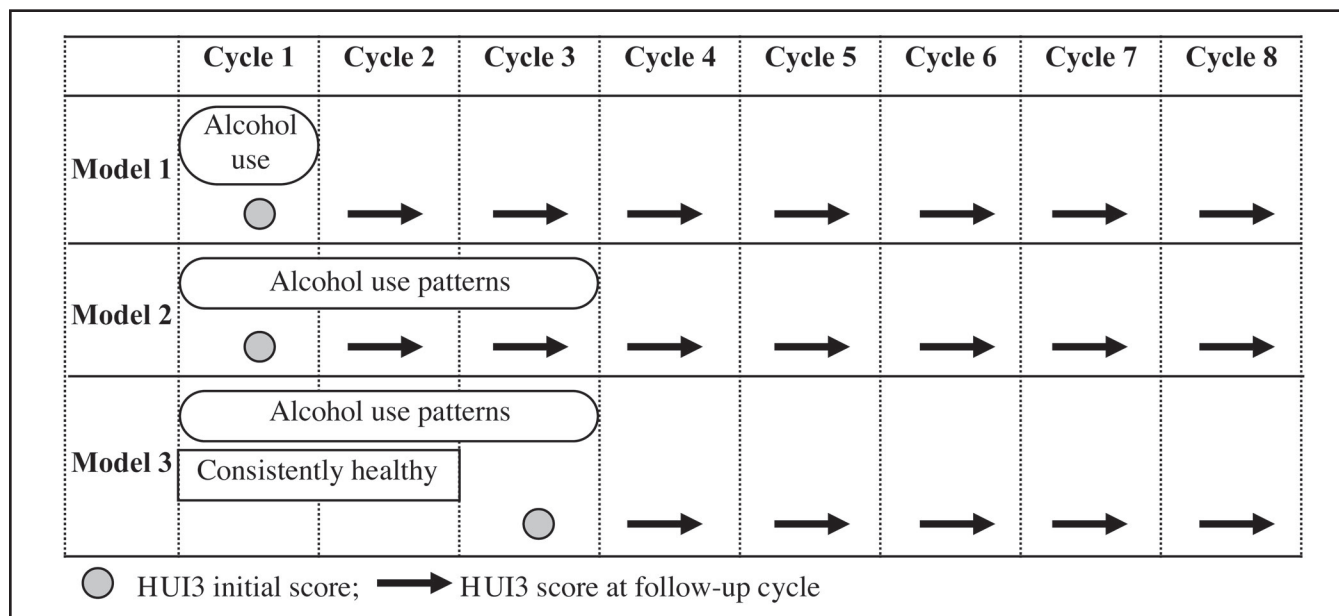 Cycle 1 Cycle 2 Cycle 3 Cycle 4 Cycle 5 Cycle 6 Cycle 7 Cycle 8
Alcohol
use
Model 1
Alcohol use patterns
Model 2
Alcohol use patterns
Model 3
Consistently healthy
HUI3 initial score; HUI3 score at follow-up cycle